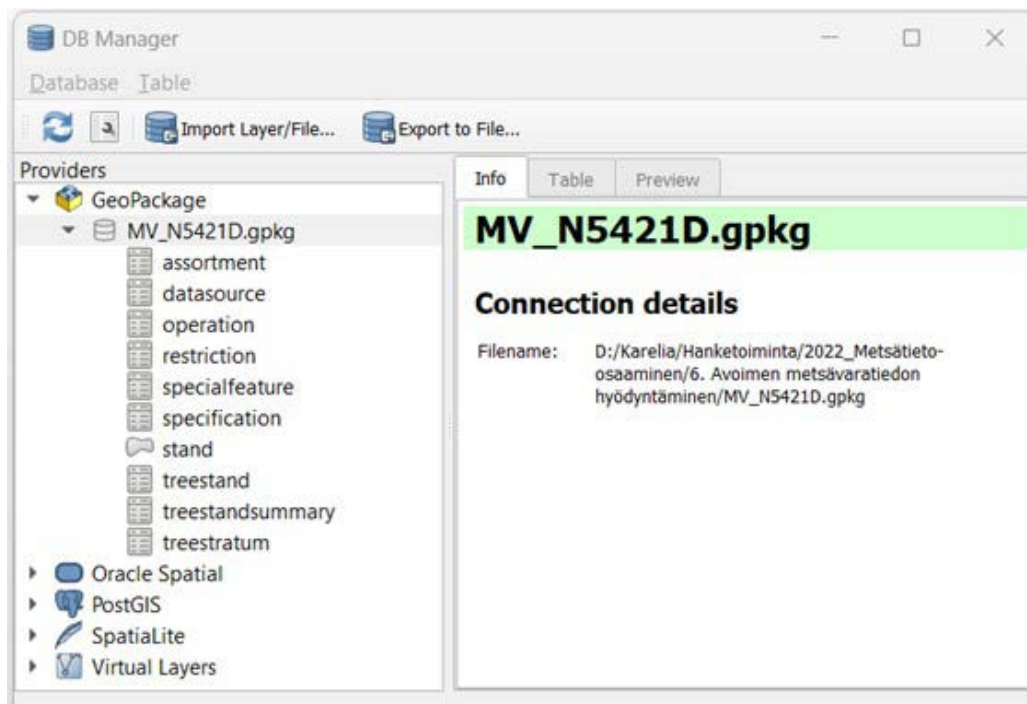 DB Manager
Database Table
Import Layer/File... Export to File...
Providers
GeoPackage
MV_N5421D.gpkg
assortment
datasource
operation
restriction
specialfeature
specification
stand
treestand
treestandsummary
treestratum
Oracle Spatial
PostGIS
SpatiaLite
Virtual Layers
Info Table Preview
MV_N5421D.gpkg
Connection details
Filename: D:/Karelia/Hanketoiminta/2022_Metsätieto-
osaaminen/6. Avoimen metsävaratiedon
hyödyntäminen/MV_N5421D.gpkg